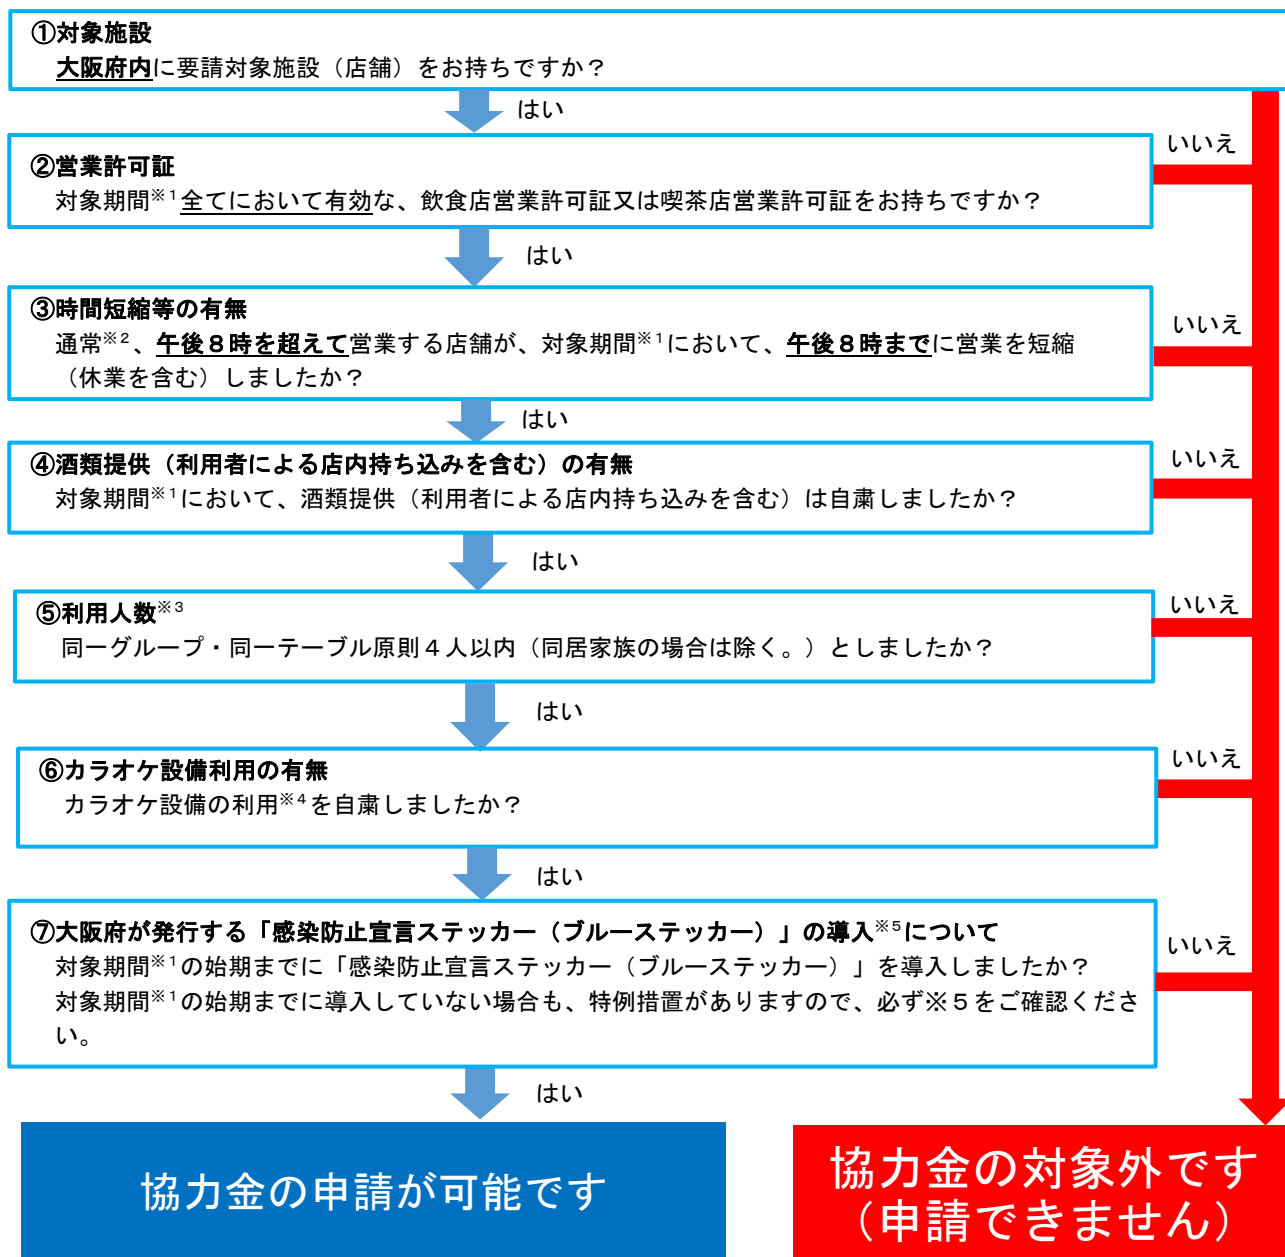 ①対象施設
大阪府内に要請対象施設（店舗）をお持ちですか？
はい
いいえ
②営業許可証
対象期間※１全てにおいて有効な、飲食店営業許可証又は喫茶店営業許可証をお持ちですか？
はい
③時間短縮等の有無
いいえ
通常※２、午後８時を超えて営業する店舗が、対象期間※１において、午後８時までに営業を短縮
（休業を含む）しましたか？
はい
④酒類提供（利用者による店内持ち込みを含む）の有無
いいえ
対象期間※１において、酒類提供（利用者による店内持ち込みを含む）は自粛しましたか？
はい
⑤利用人数※３
いいえ
同一グループ・同一テーブル原則４人以内（同居家族の場合は除く。）としましたか？
はい
⑥カラオケ設備利用の有無
いいえ
カラオケ設備の利用※４を自粛しましたか？
はい
⑦大阪府が発行する「感染防止宣言ステッカー（ブルーステッカー）」の導入※５について
いいえ
対象期間※１の始期までに「感染防止宣言ステッカー（ブルーステッカー）」を導入しましたか？
対象期間※１の始期までに導入していない場合も、特例措置がありますので、必ず※５をご確認くださ
い。
はい
協力金の申請が可能です
協力金の対象外です
（申請できません）